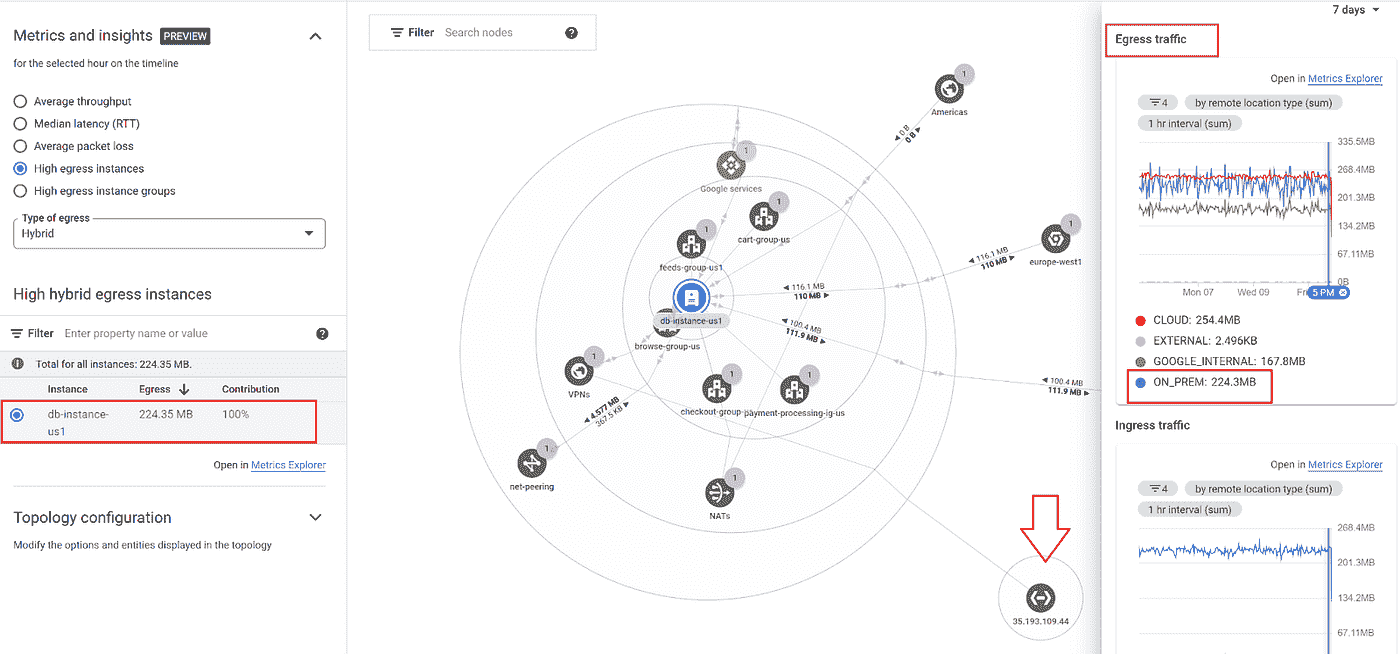 Metrics and insights PREVIEW
for the selected hour on the timeline
Average throughput
Median latency (RTT)
Average packet loss
High egress instances
High egress instance groups
Type of egress
Hybrid
High hybrid egress instances
Filter Enter property name or value
Total for all instances: 224.35 MB.
Instance Egress Contribution
db-instance-
us1
224.35 MB 100%
Open in Metrics Explorer
Topology configuration
Modify the options and entities displayed in the topology
Filter Search nodes
1
Americas
0 B
0 B
1
Google services
1
cart-group-us
1
feeds-group-us1
1
europe-west1
116.1 MB
110 MB
116.1 MB
110 MB
db-instance-us1
browse-group-us
100.4 MB
111.9 MB
1
VPNs
100.4 MB
111.9 MB
1
checkout-group-
1
payment-processing-ig-us
4.577 MB
367.5 KB
1
net-peering
1
NATs
35.193.109.44
7 days
Egress traffic
Open in Metrics Explorer
4 by remote location type (sum)
1 hr interval (sum)
335.5MB
268.4MB
201.3MB
134.2MB
67.11MB
0B
Mon 07 Wed 09 Fr 5 PM
CLOUD: 254.4MB
EXTERNAL: 2.496KB
GOOGLE_INTERNAL: 167.8MB
ON_PREM: 224.3MB
Ingress traffic
Open in Metrics Explorer
4 by remote location type (sum)
1 hr interval (sum)
268.4MB
201.3MB
134.2MB
67.11MB